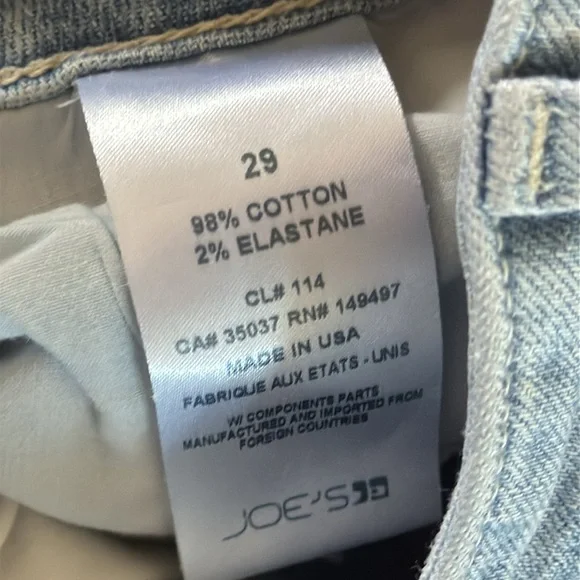 29
98% COTTON
2% ELASTANE
CL# 114
CA# 35037 RN# 149497
MADE IN USA
FABRIQUE AUX ETATS - UNIS
W/ COMPONENTS PARTS
MANUFACTURED AND IMPORTED FROM
FOREIGN COUNTRIES
JOE'S